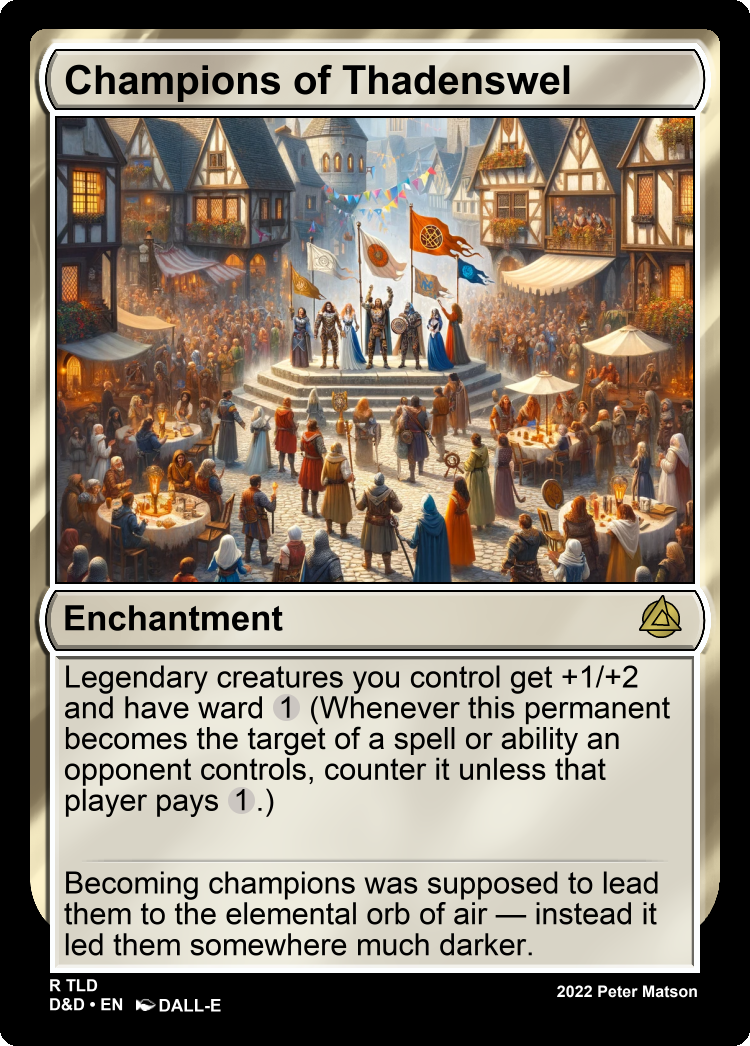 Champions of Thadenswel
Enchantment
Legendary creatures you control get +1/+2
and have ward 1 (Whenever this permanent
becomes the target of a spell or ability an
opponent controls, counter it unless that
player pays 1.)
Becoming champions was supposed to lead
them to the elemental orb of air — instead it
led them somewhere much darker.
R TLD
D&D • EN DALL-E
2022 Peter Matson